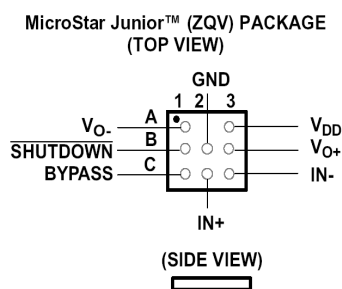 MicroStar Junior™ (ZQV) PACKAGE
(TOP VIEW)
GND
1 2 3
A
B
C
VO-
SHUTDOWN
BYPASS
VDD
VO+
IN-
IN+
(SIDE VIEW)